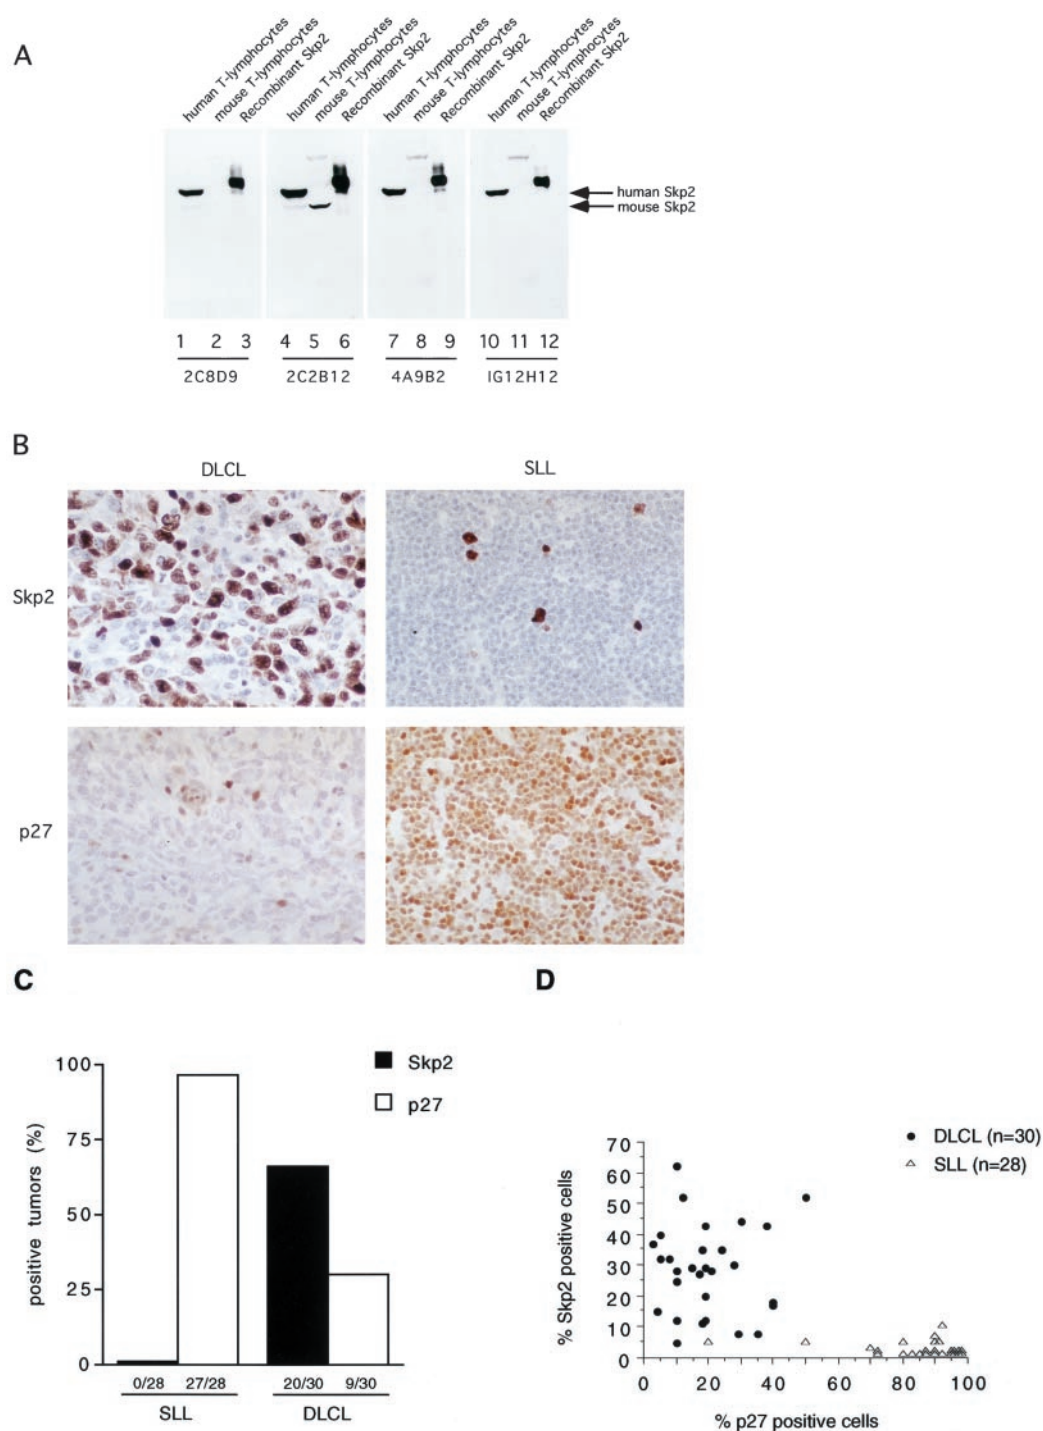 A
human T-lymphocytes
mouse T-lymphocytes
Recombinant Skp2
human T-lymphocytes
mouse T-lymphocytes
Recombinant Skp2
human T-lymphocytes
mouse T-lymphocytes
Recombinant Skp2
human T-lymphocytes
mouse T-lymphocytes
Recombinant Skp2
human Skp2
mouse Skp2
1 2 3 4 5 6 7 8 9 10 11 12
2C8D9 2C2B12 4A9B2 IG12H12
B
DLCL SLL
Skp2
p27
C
Skp2
p27
positive tumors (%)
100
75
50
25
0
0/28 27/28 20/30 9/30
SLL DLCL
D
DLCL (n=30)
SLL (n=28)
% Skp2 positive cells
70
60
50
40
30
20
10
0
0 20 40 60 80 100
% p27 positive cells